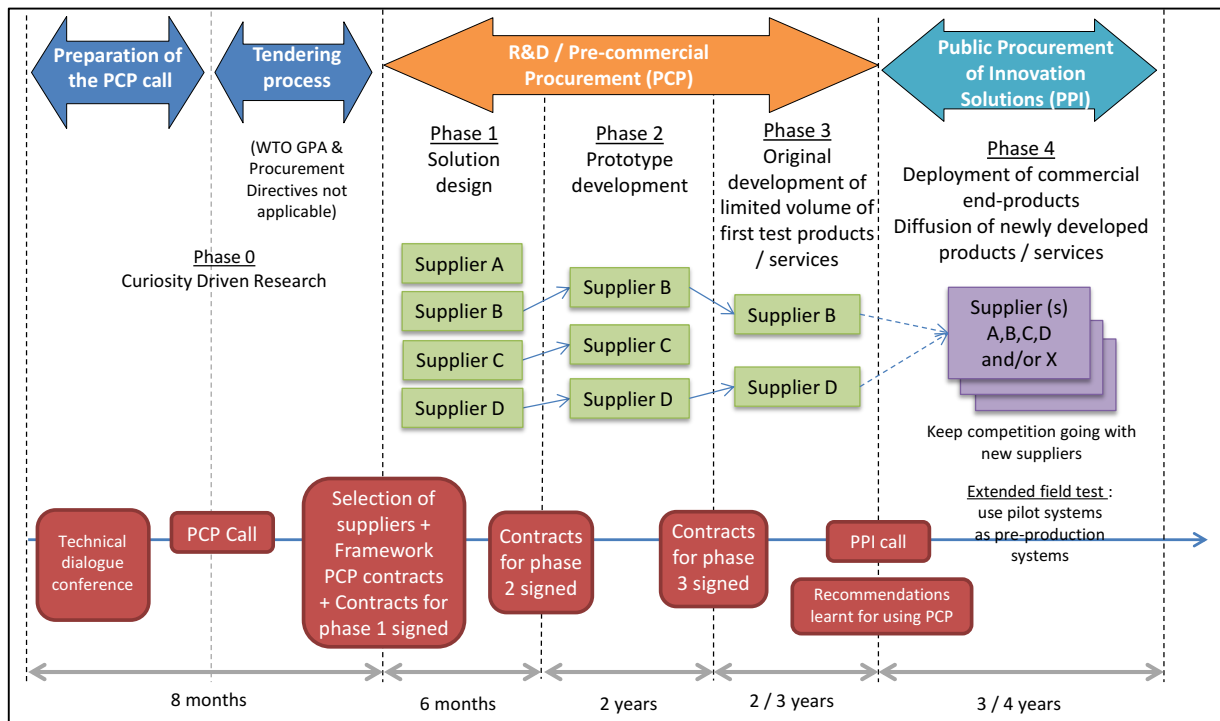 Preparation of
the PCP call
Tendering
process
R&D / Pre-commercial
Procurement (PCP)
Public Procurement
of Innovation
Solutions (PPI)
(WTO GPA &
Procurement
Directives not
applicable)
Phase 0
Curiosity Driven Research
Phase 1
Solution
design
Phase 2
Prototype
development
Phase 3
Original
development of
limited volume of
first test products
/ services
Phase 4
Deployment of commercial
end-products
Diffusion of newly developed
products / services
Supplier A
Supplier B
Supplier C
Supplier D
Supplier B
Supplier C
Supplier D
Supplier B
Supplier D
Supplier (s)
A,B,C,D
and/or X
Keep competition going with
new suppliers
Extended field test :
use pilot systems
as pre-production
systems
Technical
dialogue
conference
PCP Call
Selection of
suppliers +
Framework
PCP contracts
+ Contracts for
phase 1 signed
Contracts
for phase
2 signed
Contracts
for phase
3 signed
PPI call
Recommendations
learnt for using PCP
8 months
6 months
2 years
2 / 3 years
3 / 4 years